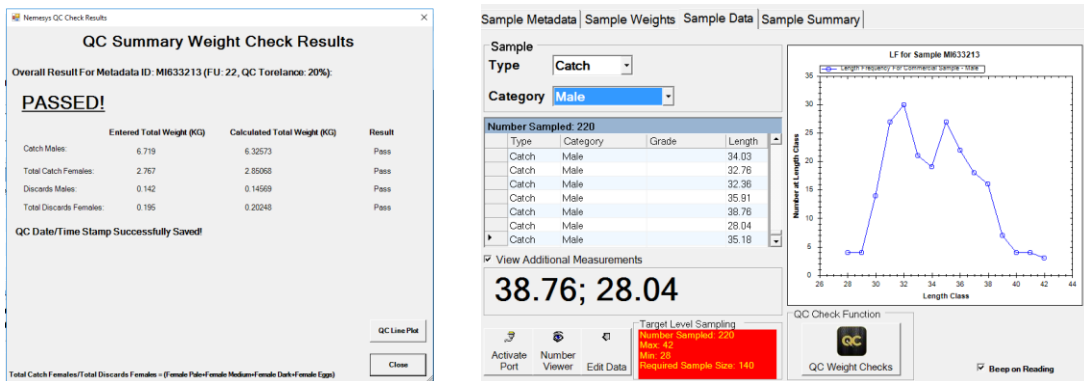 Nemesys QC Check Results
QC Summary Weight Check Results
Overall Result For Metadata ID: MI633213 (FU: 22, QC Torelance: 20%):
PASSED!
Entered Total Weight (KG) Calculated Total Weight (KG) Result
Catch Males: 6.719 6.32573 Pass
Total Catch Females: 2.767 2.85068 Pass
Discards Males: 0.142 0.14569 Pass
Total Discards Females: 0.195 0.20248 Pass
QC Date/Time Stamp Successfully Saved!
QC Line Plot
Close
Total Catch Females/Total Discards Females = (Female Pale+Female Medium+Female Dark+Female Eggs)
Sample Metadata Sample Weights Sample Data Sample Summary
Sample
Type Catch
Category Male
Number Sampled: 220
Type Category Grade Length
Catch Male 34.03
Catch Male 32.76
Catch Male 32.36
Catch Male 35.91
Catch Male 38.76
Catch Male 28.04
Catch Male 35.18
View Additional Measurements
38.76; 28.04
Activate Port
Number Viewer
Edit Data
Target Level Sampling
Number Sampled: 220
Max: 42
Min: 28
Required Sample Size: 140
LF for Sample MI633213
Length Frequency For Commercial Sample - Male
Number at Length Class
35
30
25
20
15
10
5
0
26 28 30 32 34 36 38 40 42 44
Length Class
QC Check Function
QC
QC Weight Checks
Beep on Reading